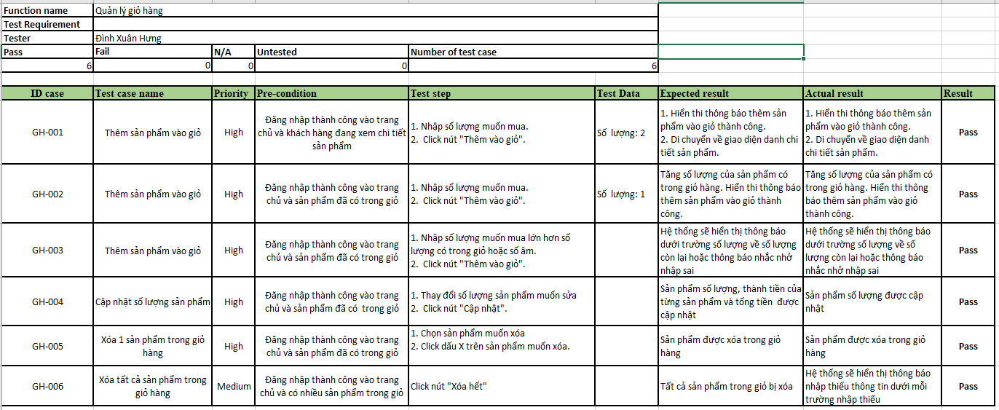 Function name Quản lý giỏ hàng
Test Requirement
Tester Đình Xuân Hưng
Pass Fail N/A Untested Number of test case
6 0 0 0 6
ID case Test case name Priority Pre-condition Test step Test Data Expected result Actual result Result
GH-001
Thêm sản phẩm vào giỏ
High
Đăng nhập thành công vào trang
chủ và khách hàng đang xem chi tiết
sản phẩm
1. Nhập số lượng muốn mua.
2. Click nút "Thêm vào giỏ".
Số lượng: 2
1. Hiển thi thông báo thêm sản
phẩm vào giỏ thành công.
2. Di chuyển về giao diện danh chi
tiết sản phẩm.
1. Hiển thi thông báo thêm sản
phẩm vào giỏ thành công.
2. Di chuyển về giao diện danh
chi tiết sản phẩm.
Pass
GH-002
Thêm sản phẩm vào giỏ
High
Đăng nhập thành công vào trang
chủ và sản phẩm đã có trong giỏ
1. Nhập số lượng muốn mua.
2. Click nút "Thêm vào giỏ".
Số lượng: 1
Tăng số lượng của sản phẩm có
trong giỏ hàng. Hiển thi thông báo
thêm sản phẩm vào giỏ thành
công.
Tăng số lượng của sản phẩm có
trong giỏ hàng. Hiển thi thông
báo thêm sản phẩm vào giỏ
thành công.
Pass
GH-003
Thêm sản phẩm vào giỏ
High
Đăng nhập thành công vào trang
chủ và sản phẩm đã có trong giỏ
1. Nhập số lượng muốn mua lớn hơn số
lượng có trong giỏ hoặc số âm.
2. Click nút "Thêm vào giỏ".
Hệ thống sẽ hiển thị thông báo
dưới trường số lượng về số lượng
còn lại hoặc thông báo nhắc nhở
nhập sai
Hệ thống sẽ hiển thị thông báo
dưới trường số lượng về số
lượng còn lại hoặc thông báo
nhắc nhở nhập sai
Pass
GH-004
Cập nhật số lượng sản phẩm
High
Đăng nhập thành công vào trang
chủ và sản phẩm đã có trong giỏ
1. Thay đổi số lượng sản phẩm muốn sửa
2. Click nút "Cập nhật".
Sản phẩm số lượng, thành tiền của
từng sản phẩm và tống tiền được
cập nhật
Sản phẩm số lượng được cập
nhật
Pass
GH-005
Xóa 1 sản phẩm trong giỏ
hàng
High
Đăng nhập thành công vào trang
chủ và sản phẩm đã có trong giỏ
1. Chọn sản phẩm muốn xóa
2. Click dấu X trên sản phẩm muốn xóa.
Sản phẩm được xóa trong giỏ
hàng
Sản phẩm được xóa trong giỏ
hàng
Pass
GH-006
Xóa tất cả sản phẩm trong
giỏ hàng
Medium
Đăng nhập thành công vào trang
chủ và có nhiều sản phẩm trong giỏ
Click nút "Xóa hết"
Tất cả sản phẩm trong giỏ bị xóa
Hệ thống sẽ hiển thị thông báo
nhập thiếu thông tin dưới mỗi
trường nhập thiếu
Pass